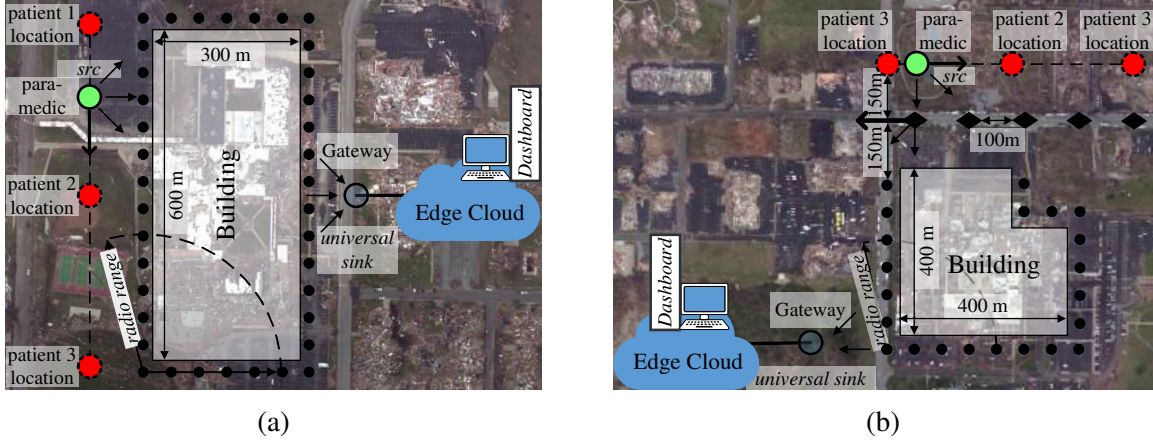 patient 1
location
300 m
src
para-
medic
600 m
Building
Gateway
Dashboard
Edge Cloud
patient 2
location
universal
sink
radio range
patient 3
location
(a)
patient 3
location
para-
medic
patient 2
location
patient 3
location
src
150m
150m
100m
400 m
Building
400 m
Dashboard
Gateway
radio range
Edge Cloud
universal sink
(b)